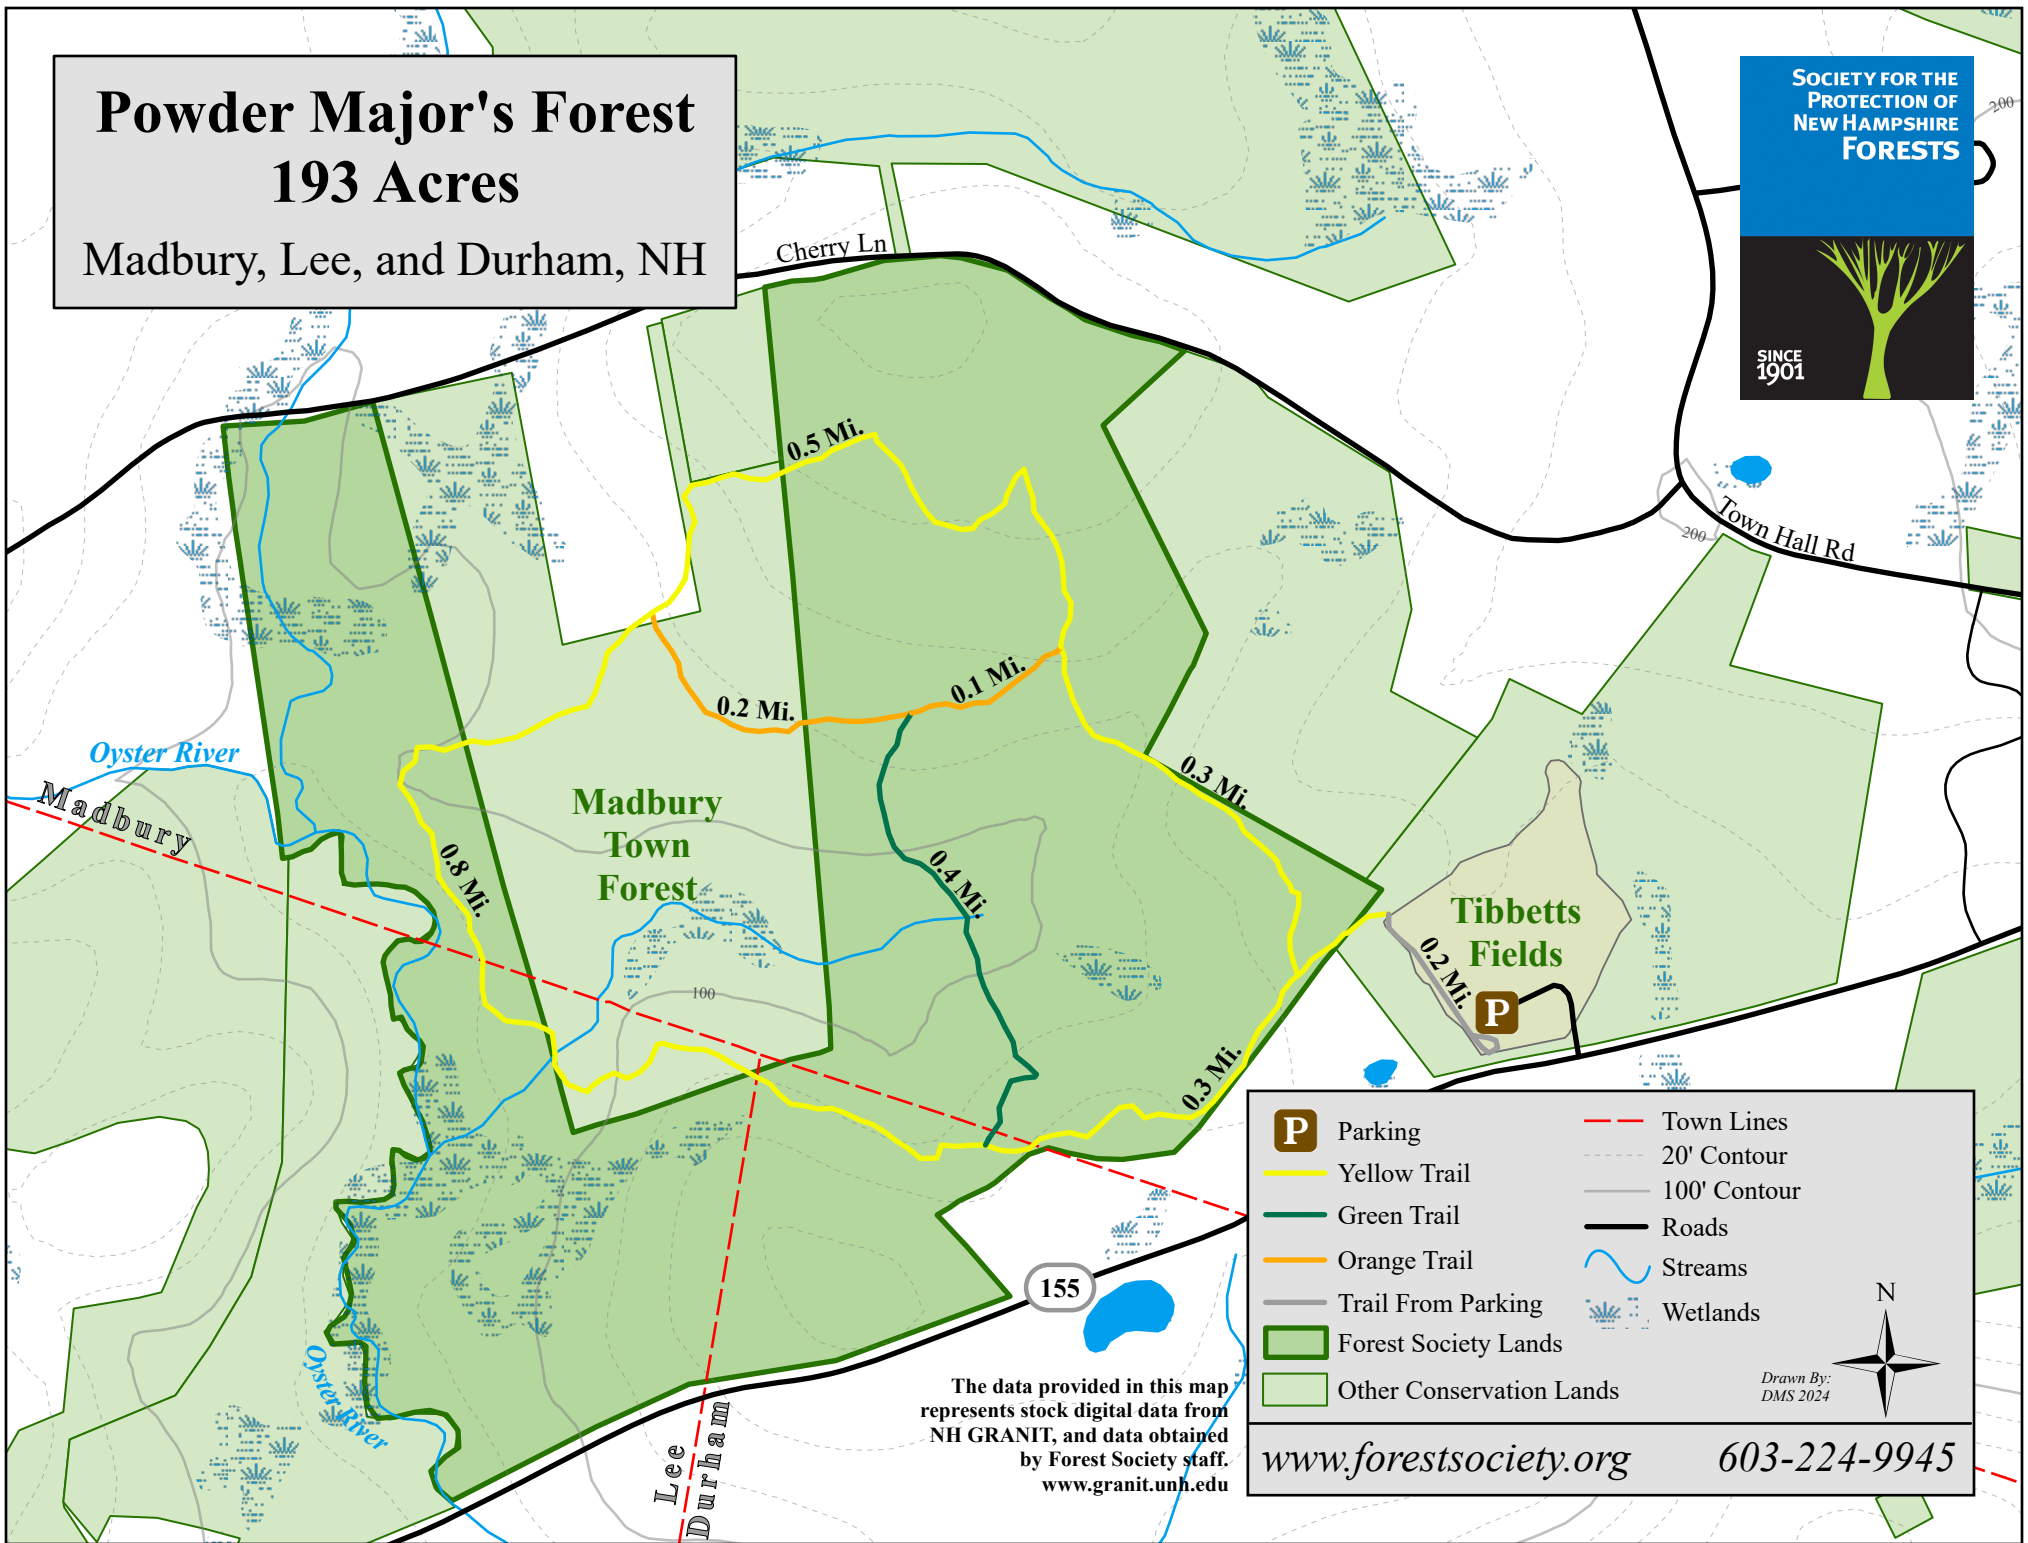 Powder Major's Forest
193 Acres
Madbury, Lee, and Durham, NH
SOCIETY FOR THE
PROTECTION OF
NEW HAMPSHIRE
FORESTS
SINCE
1901
200
Cherry Ln
0.5 Mi.
Town Hall Rd
200
0.1 Mi.
0.2 Mi.
Oyster River
Madbury
0.3 Mi.
Madbury
Town
Forest
0.8 Mi.
0.4 Mi.
Tibbetts
Fields
0.2 Mi.
P
100
0.3 Mi.
155
Oyster River
Lee
Durham
The data provided in this map
represents stock digital data from
NH GRANIT, and data obtained
by Forest Society staff.
www.granit.unh.edu
P Parking
Yellow Trail
Green Trail
Orange Trail
Trail From Parking
Forest Society Lands
Other Conservation Lands
Town Lines
20' Contour
100' Contour
Roads
Streams
Wetlands
N
Drawn By:
DMS 2024
www.forestsociety.org 603-224-9945